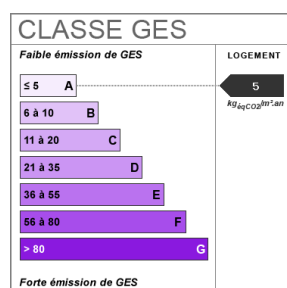 CLASSE GES
Faible émission de GES
LOGEMENT
≤ 5 A
5
kgéqCO2/m².an
6 à 10 B
11 à 20 C
21 à 35 D
36 à 55 E
56 à 80 F
> 80 G
Forte émission de GES